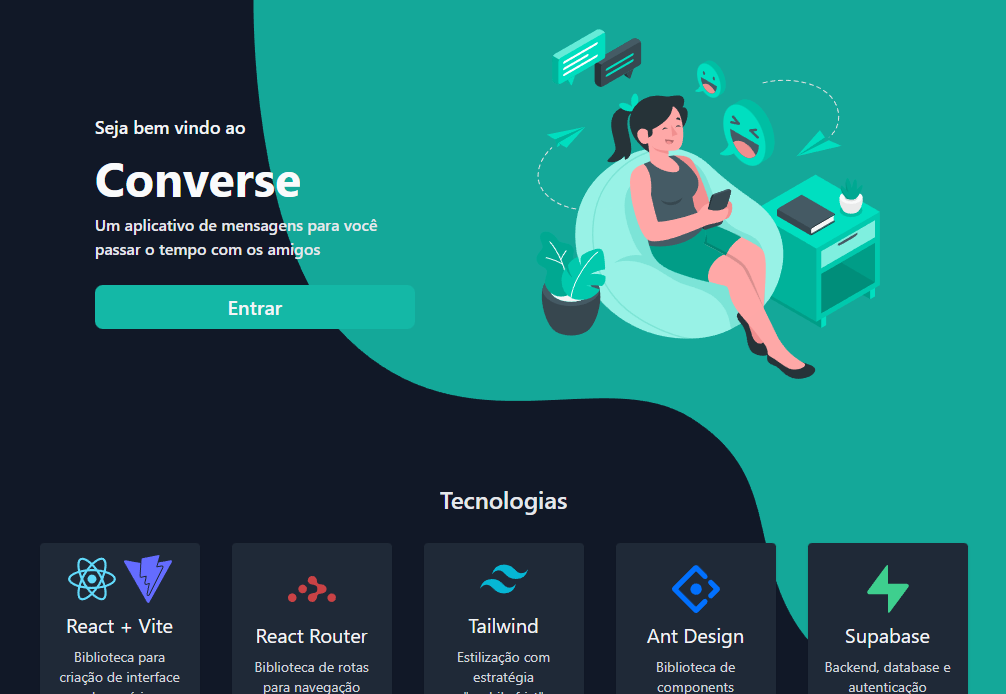 Seja bem vindo ao
Converse
Um aplicativo de mensagens para você
passar o tempo com os amigos
Entrar
Tecnologias
React + Vite
Biblioteca para
criação de interface
React Router
Biblioteca de rotas
para navegação
Tailwind
Estilização com
estratégia
Ant Design
Biblioteca de
components
Supabase
Backend, database e
autenticação